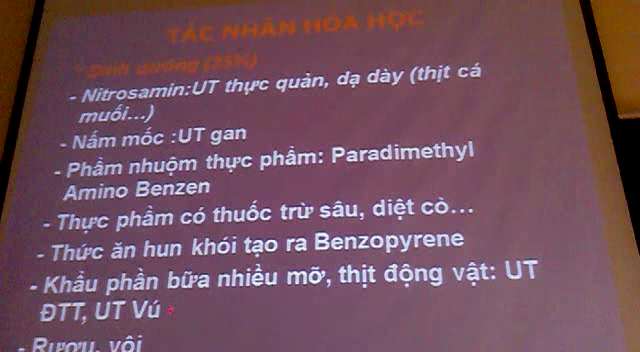 TÁC NHÂN HÓA HỌC
* Dinh dưỡng (35%)
- Nitrosamin:UT thực quản, dạ dày (thịt cá
muối...)
- Nấm mốc :UT gan
- Phẩm nhuộm thực phẩm: Paradimethyl
Amino Benzen
- Thực phẩm có thuốc trừ sâu, diệt cỏ...
- Thức ăn hun khói tạo ra Benzopyrene
- Khẩu phần bữa nhiều mỡ, thịt động vật: UT
ĐTT, UT Vú
- Rượu, vôi